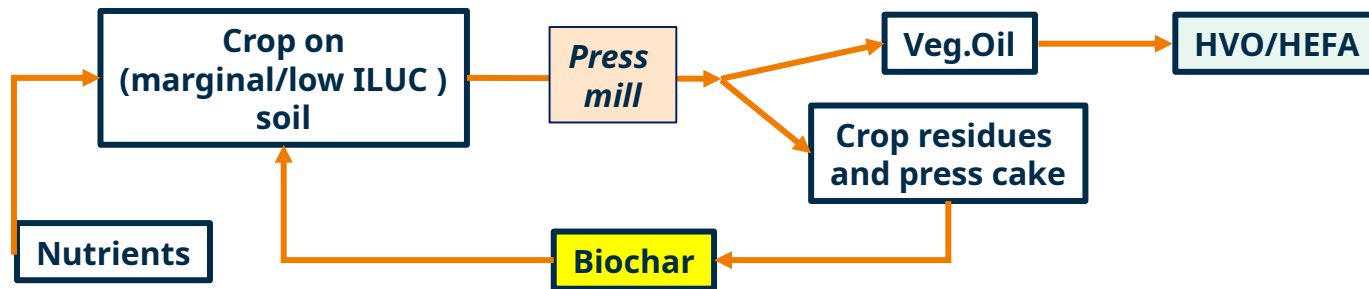 Crop on
(marginal/low ILUC )
soil
Press
mill
Veg.Oil
HVO/HEFA
Crop residues
and press cake
Nutrients
Biochar